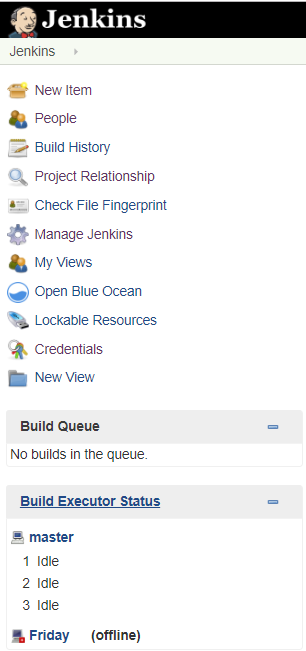 Jenkins
Jenkins
New Item
People
Build History
Project Relationship
Check File Fingerprint
Manage Jenkins
My Views
Open Blue Ocean
Lockable Resources
Credentials
New View
Build Queue
No builds in the queue.
Build Executor Status
master
1 Idle
2 Idle
3 Idle
Friday (offline)